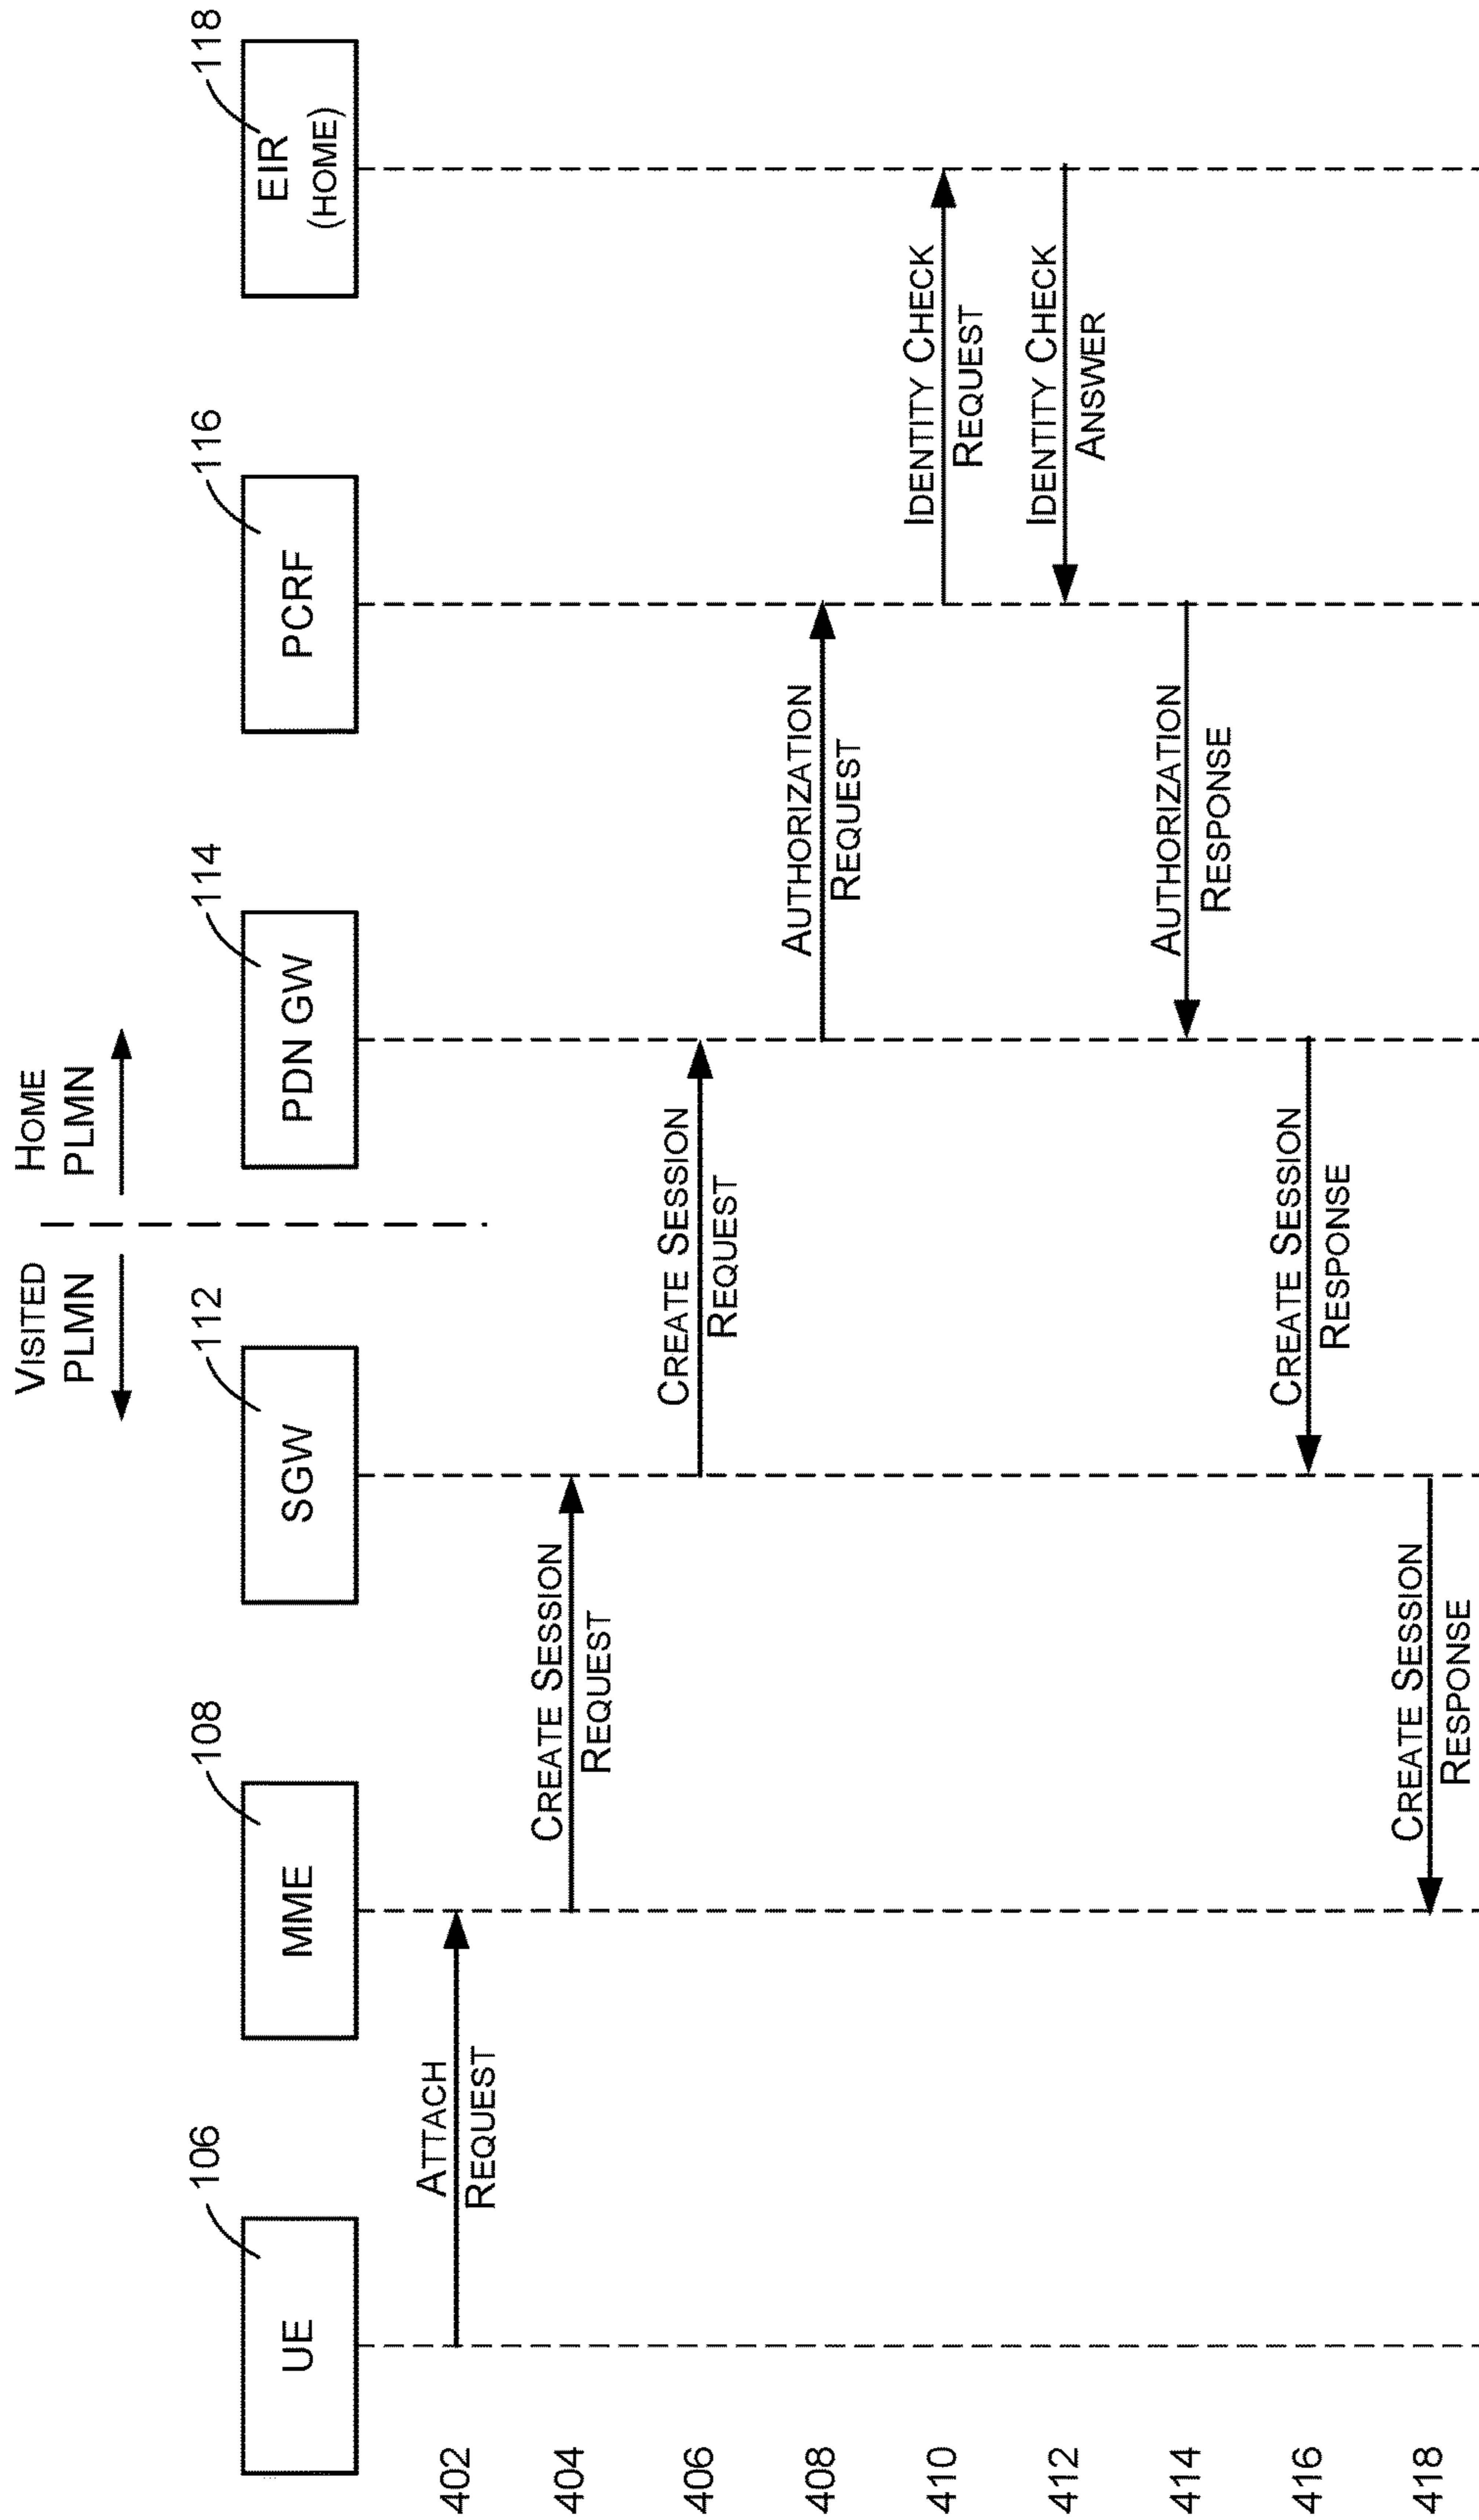 VISITED
PLMN
HOME
PLMN
106
108
112
114
116
118
UE
MME
SGW
PDN GW
PCRF
EIR
(HOME)
402
ATTACH
REQUEST
404
CREATE SESSION
REQUEST
406
CREATE SESSION
REQUEST
408
AUTHORIZATION
REQUEST
410
IDENTITY CHECK
REQUEST
412
IDENTITY CHECK
ANSWER
414
AUTHORIZATION
RESPONSE
416
CREATE SESSION
RESPONSE
418
CREATE SESSION
RESPONSE